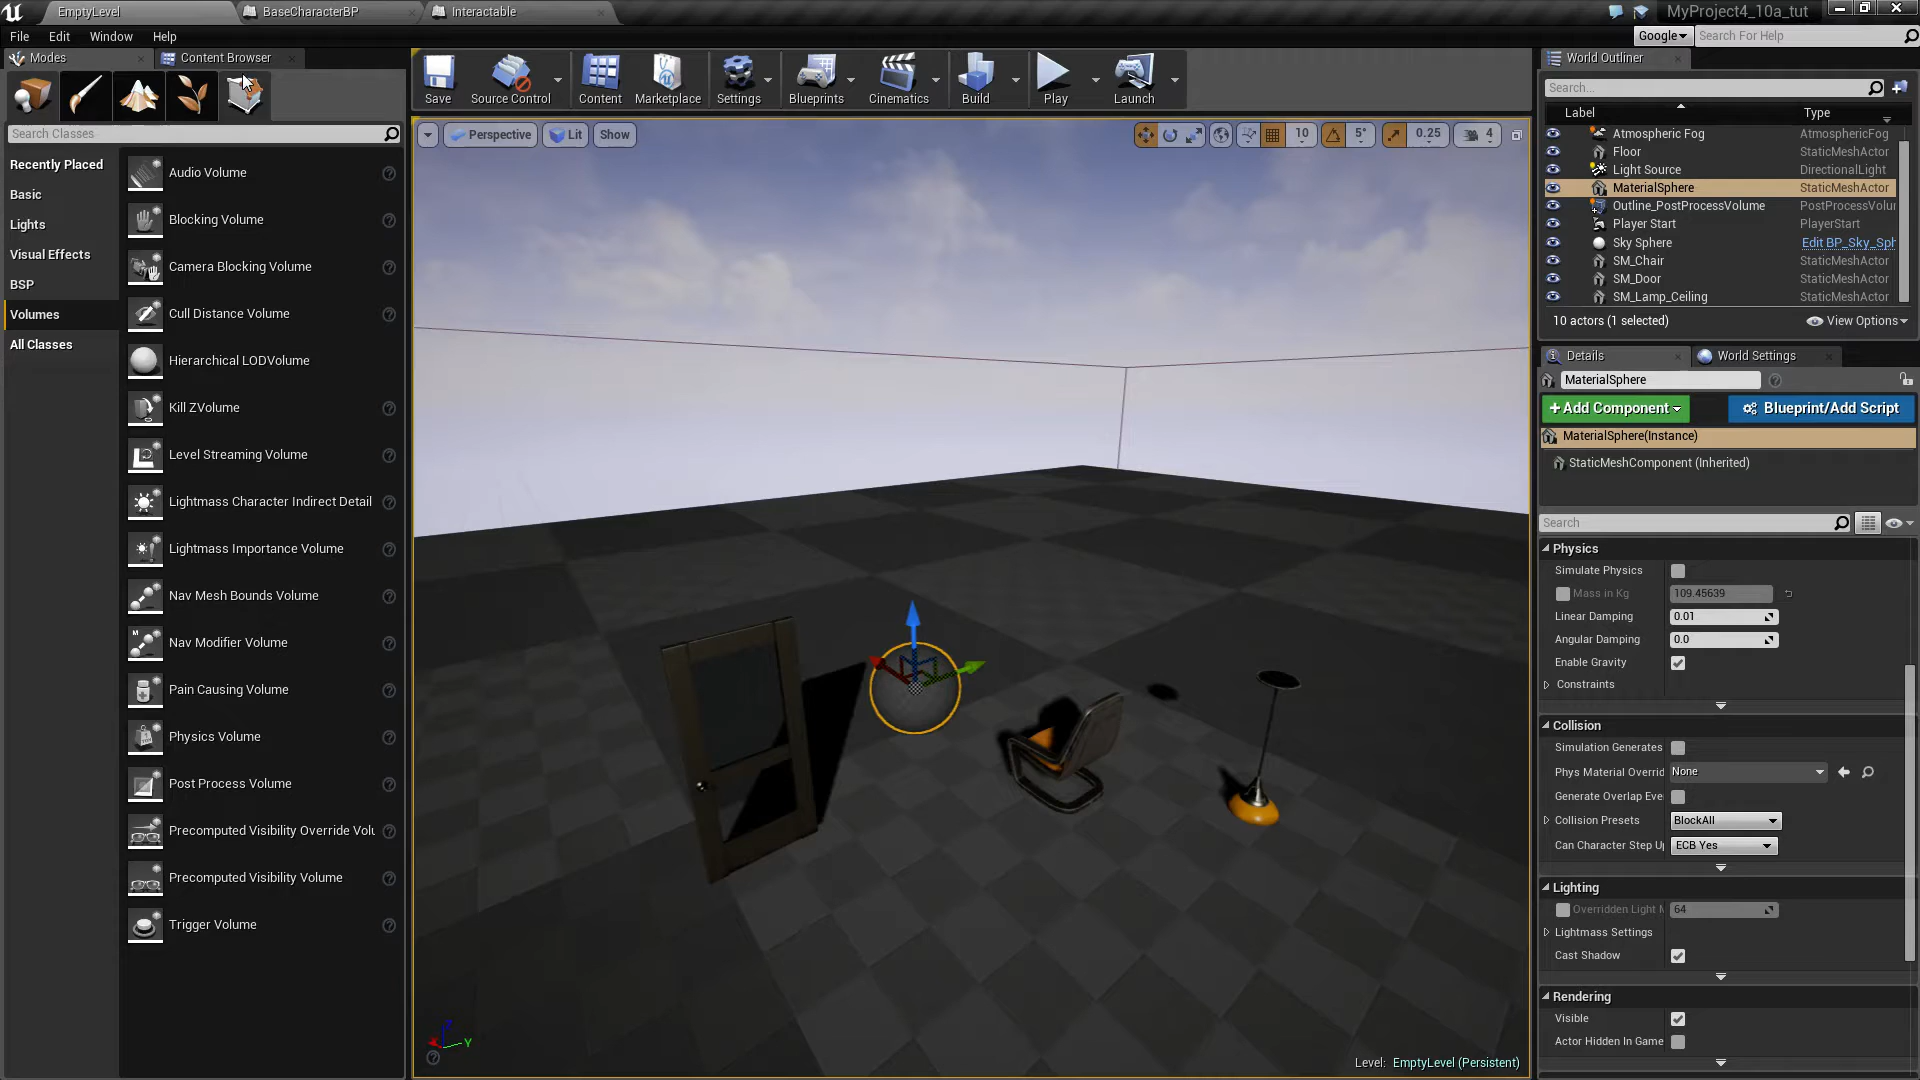 EmptyLevel
BaseCharacterBP
Interactable
MyProject4_10a_tut
File Edit Window Help
Google
Search For Help
Modes
Content Browser
Search Classes
Recently Placed
Basic
Lights
Visual Effects
BSP
Volumes
All Classes
Audio Volume
Blocking Volume
Camera Blocking Volume
Cull Distance Volume
Hierarchical LODVolume
Kill ZVolume
Level Streaming Volume
Lightmass Character Indirect Detail
Lightmass Importance Volume
Nav Mesh Bounds Volume
Nav Modifier Volume
Pain Causing Volume
Physics Volume
Post Process Volume
Precomputed Visibility Override Volu
Precomputed Visibility Volume
Trigger Volume
Save
Source Control
Content
Marketplace
Settings
Blueprints
Cinematics
Build
Play
Launch
Perspective
Lit
Show
10
5°
0.25
4
Z
Y
Level: EmptyLevel (Persistent)
World Outliner
Search...
Label Type
Atmospheric Fog AtmosphericFog
Floor StaticMeshActor
Light Source DirectionalLight
MaterialSphere StaticMeshActor
Outline_PostProcessVolume PostProcessVolur
Player Start PlayerStart
Sky Sphere Edit BP_Sky_Sph
SM_Chair StaticMeshActor
SM_Door StaticMeshActor
SM_Lamp_Ceiling StaticMeshActor
10 actors (1 selected)
View Options
Details
World Settings
MaterialSphere
+Add Component
Blueprint/Add Script
MaterialSphere(Instance)
StaticMeshComponent (Inherited)
Search
Physics
Simulate Physics
Mass in Kg 109.45639
Linear Damping 0.01
Angular Damping 0.0
Enable Gravity
Constraints
Collision
Simulation Generates
Phys Material Overrid None
Generate Overlap Eve
Collision Presets BlockAll
Can Character Step U ECB Yes
Lighting
Overridden Light M 64
Lightmass Settings
Cast Shadow
Rendering
Visible
Actor Hidden In Game